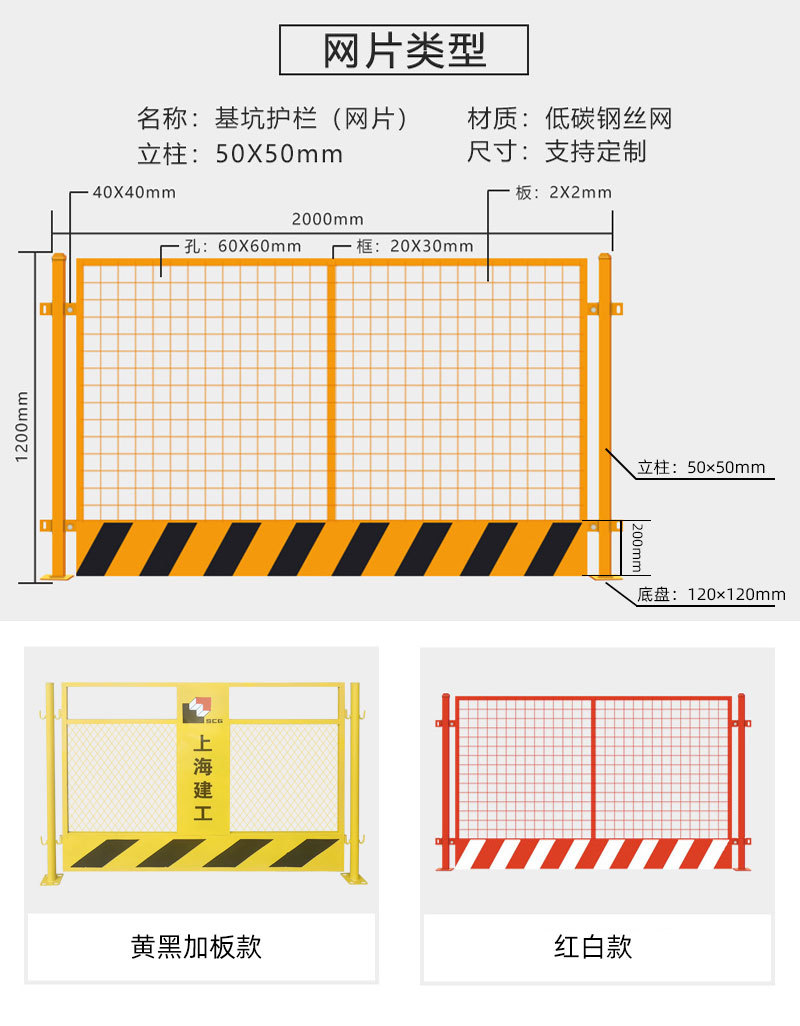 网片类型
名称：基坑护栏（网片）
材质：低碳钢丝网
立柱：50X50mm
尺寸：支持定制
40X40mm
板：2X2mm
2000mm
孔：60X60mm
框：20X30mm
1200mm
立柱：50×50mm
200mm
底盘：120×120mm
SCG
上海建工
黄黑加板款
红白款